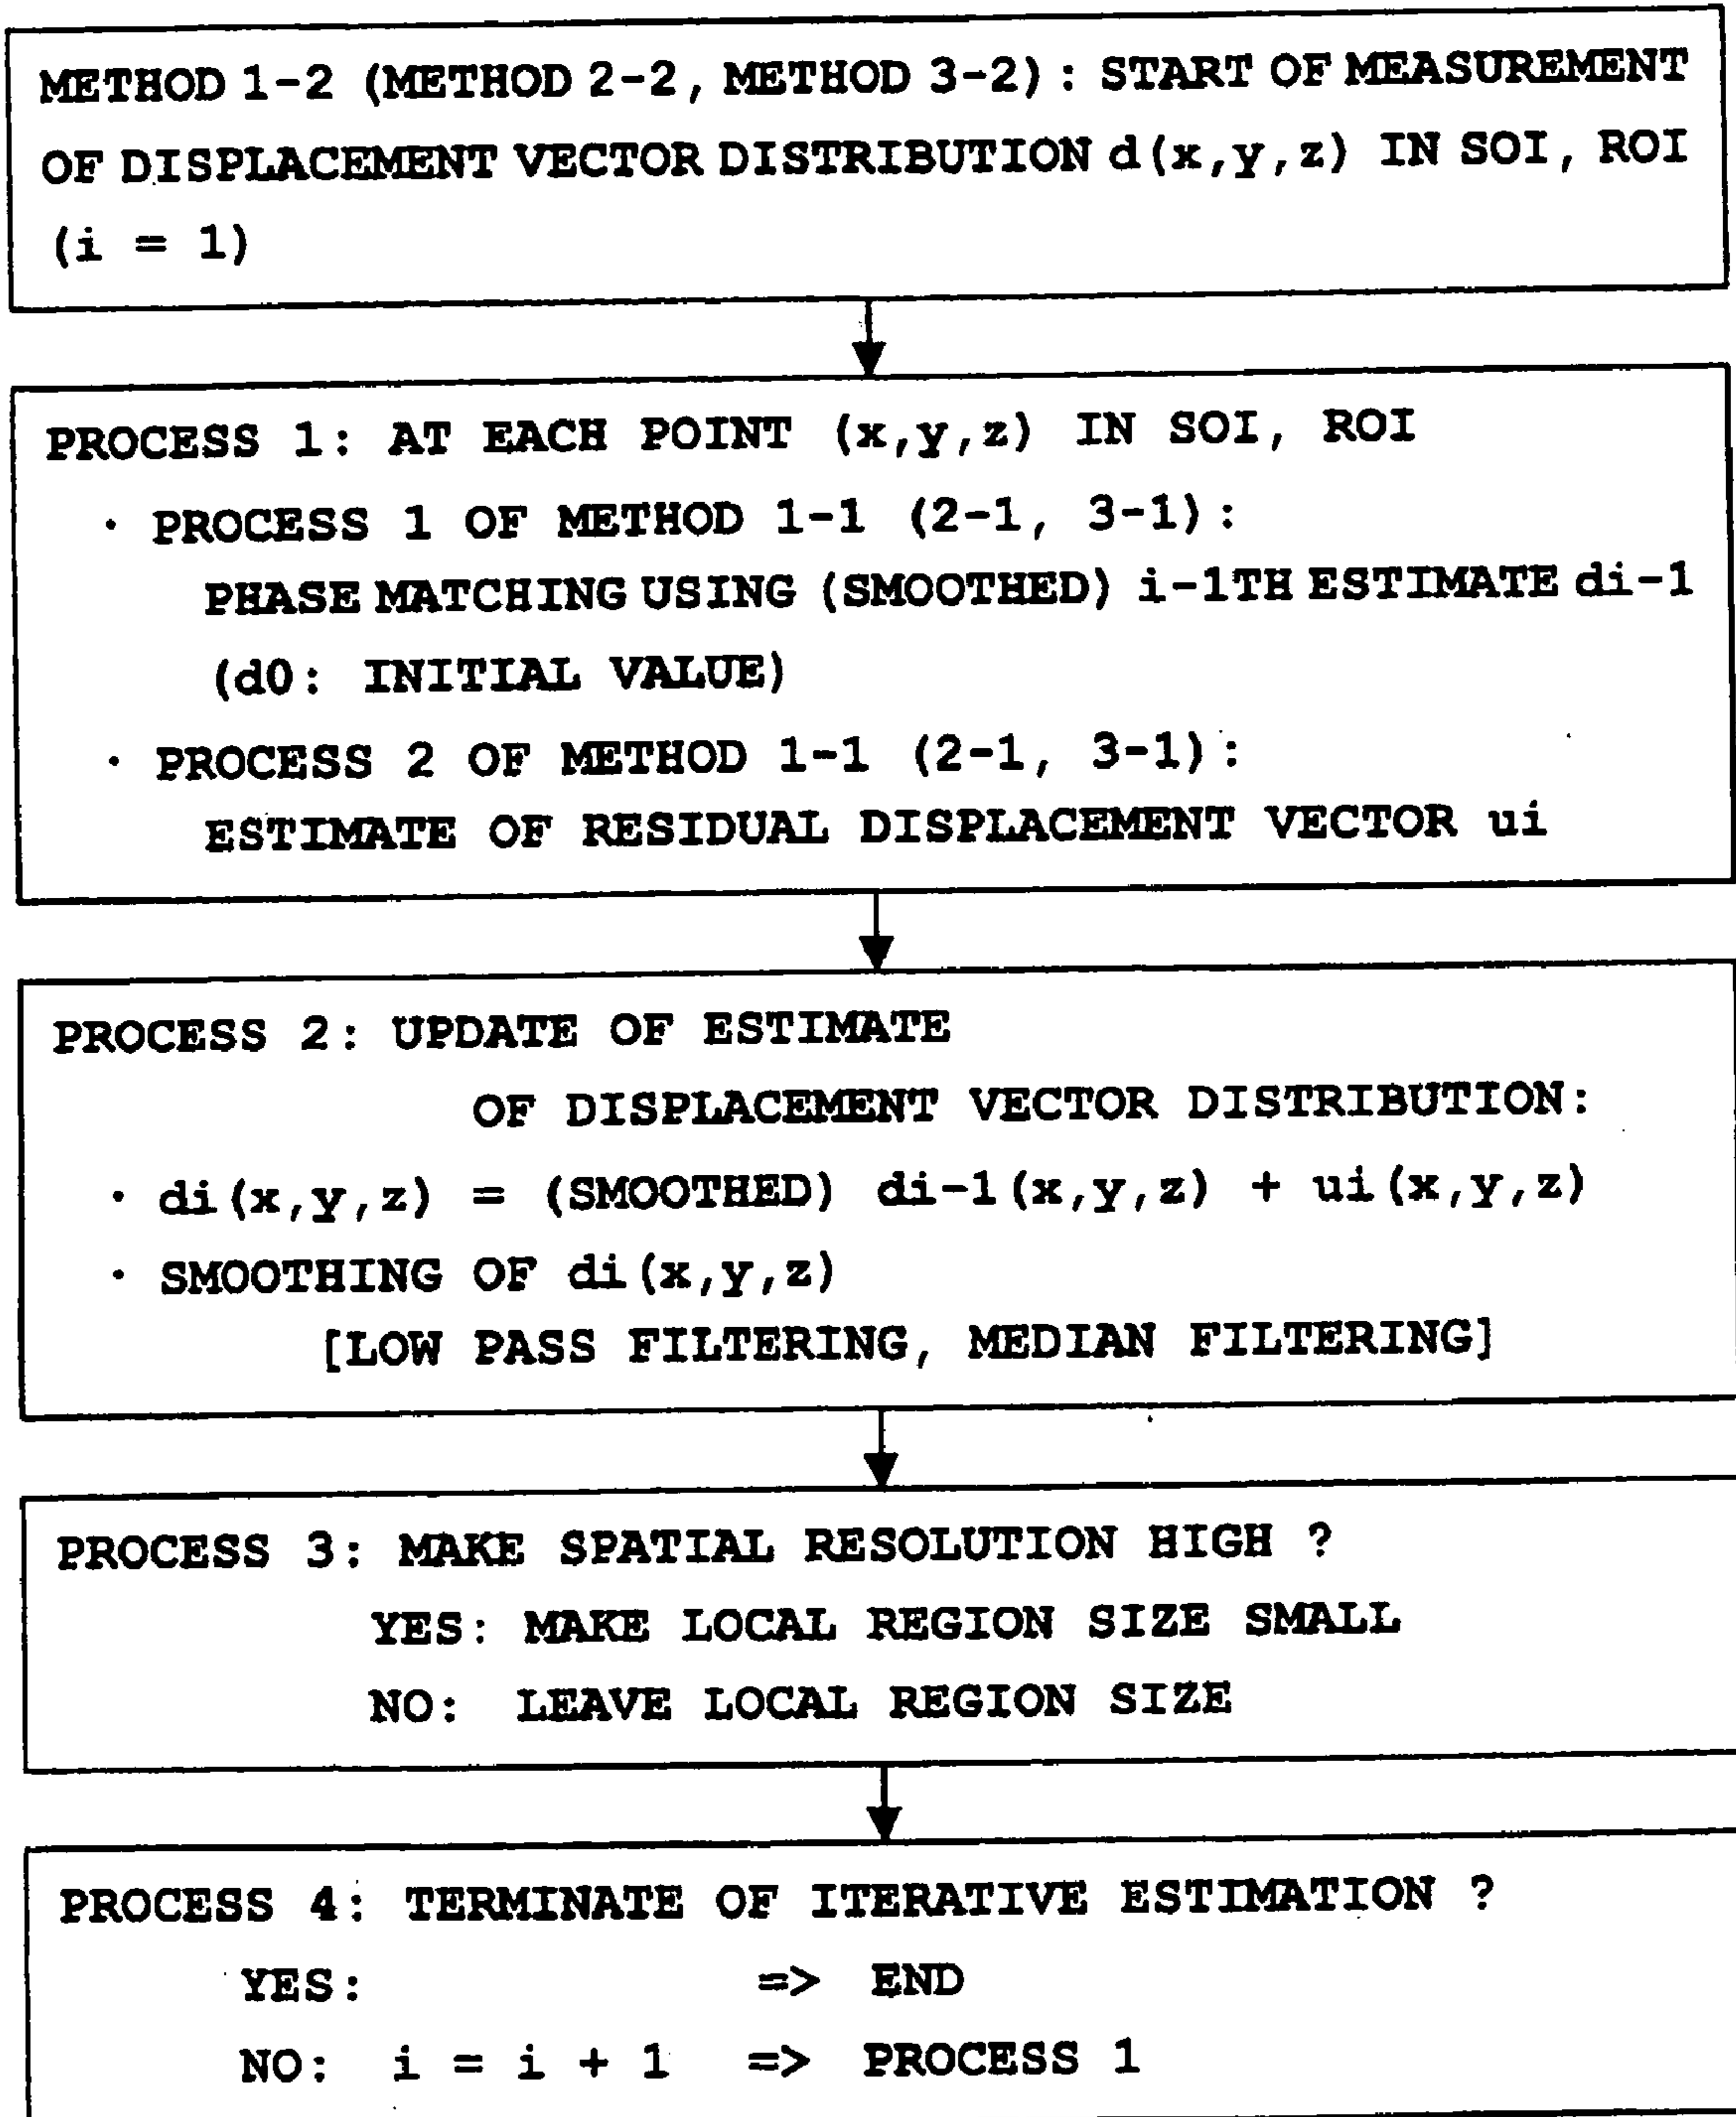 METHOD 1-2 (METHOD 2-2, METHOD 3-2): START OF MEASUREMENT
OF DISPLACEMENT VECTOR DISTRIBUTION d(x,y,z) IN SOI, ROI
(i = 1)
PROCESS 1: AT EACH POINT (x,y,z) IN SOI, ROI
· PROCESS 1 OF METHOD 1-1 (2-1, 3-1):
PHASE MATCHING USING (SMOOTHED) i-1TH ESTIMATE di-1
(d0: INITIAL VALUE)
· PROCESS 2 OF METHOD 1-1 (2-1, 3-1):
ESTIMATE OF RESIDUAL DISPLACEMENT VECTOR ui
PROCESS 2: UPDATE OF ESTIMATE
OF DISPLACEMENT VECTOR DISTRIBUTION:
· di(x,y,z) = (SMOOTHED) di-1(x,y,z) + ui(x,y,z)
· SMOOTHING OF di(x,y,z)
[LOW PASS FILTERING, MEDIAN FILTERING]
PROCESS 3: MAKE SPATIAL RESOLUTION HIGH ?
YES: MAKE LOCAL REGION SIZE SMALL
NO: LEAVE LOCAL REGION SIZE
PROCESS 4: TERMINATE OF ITERATIVE ESTIMATION ?
YES: => END
NO: i = i + 1 => PROCESS 1